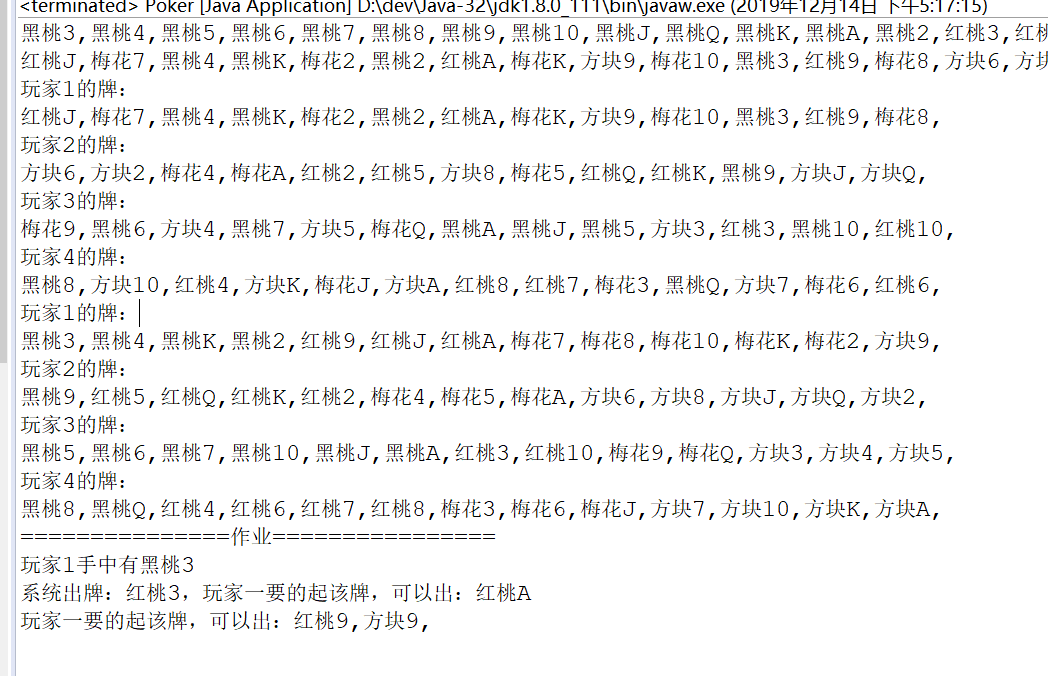 <terminated> Poker [Java Application] D:\dev\Java-32\jdk1.8.0_111\bin\javaw.exe (2019年12月14日 下午5:17:15)
黑桃3,黑桃4,黑桃5,黑桃6,黑桃7,黑桃8,黑桃9,黑桃10,黑桃J,黑桃Q,黑桃K,黑桃A,黑桃2,红桃3,红桃
红桃J,梅花7,黑桃4,黑桃K,梅花2,黑桃2,红桃A,梅花K,方块9,梅花10,黑桃3,红桃9,梅花8,方块6,方块
玩家1的牌:
红桃J,梅花7,黑桃4,黑桃K,梅花2,黑桃2,红桃A,梅花K,方块9,梅花10,黑桃3,红桃9,梅花8,
玩家2的牌:
方块6,方块2,梅花4,梅花A,红桃2,红桃5,方块8,梅花5,红桃Q,红桃K,黑桃9,方块J,方块Q,
玩家3的牌:
梅花9,黑桃6,方块4,黑桃7,方块5,梅花Q,黑桃A,黑桃J,黑桃5,方块3,红桃3,黑桃10,红桃10,
玩家4的牌:
黑桃8,方块10,红桃4,方块K,梅花J,方块A,红桃8,红桃7,梅花3,黑桃Q,方块7,梅花6,红桃6,
玩家1的牌:
黑桃3,黑桃4,黑桃K,黑桃2,红桃9,红桃J,红桃A,梅花7,梅花8,梅花10,梅花K,梅花2,方块9,
玩家2的牌:
黑桃9,红桃5,红桃Q,红桃K,红桃2,梅花4,梅花5,梅花A,方块6,方块8,方块J,方块Q,方块2,
玩家3的牌:
黑桃5,黑桃6,黑桃7,黑桃10,黑桃J,黑桃A,红桃3,红桃10,梅花9,梅花Q,方块3,方块4,方块5,
玩家4的牌:
黑桃8,黑桃Q,红桃4,红桃6,红桃7,红桃8,梅花3,梅花6,梅花J,方块7,方块10,方块K,方块A,
===============作业================
玩家1手中有黑桃3
系统出牌：红桃3，玩家一要的起该牌，可以出：红桃A
玩家一要的起该牌，可以出：红桃9,方块9,